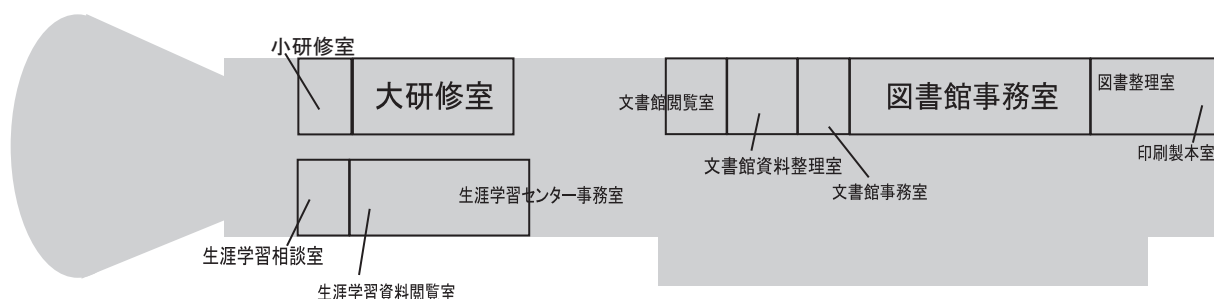 小研修室
大研修室
文書館閲覧室
図書館事務室
図書整理室
印刷製本室
文書館資料整理室
文書館事務室
生涯学習センター事務室
生涯学習相談室
生涯学習資料閲覧室